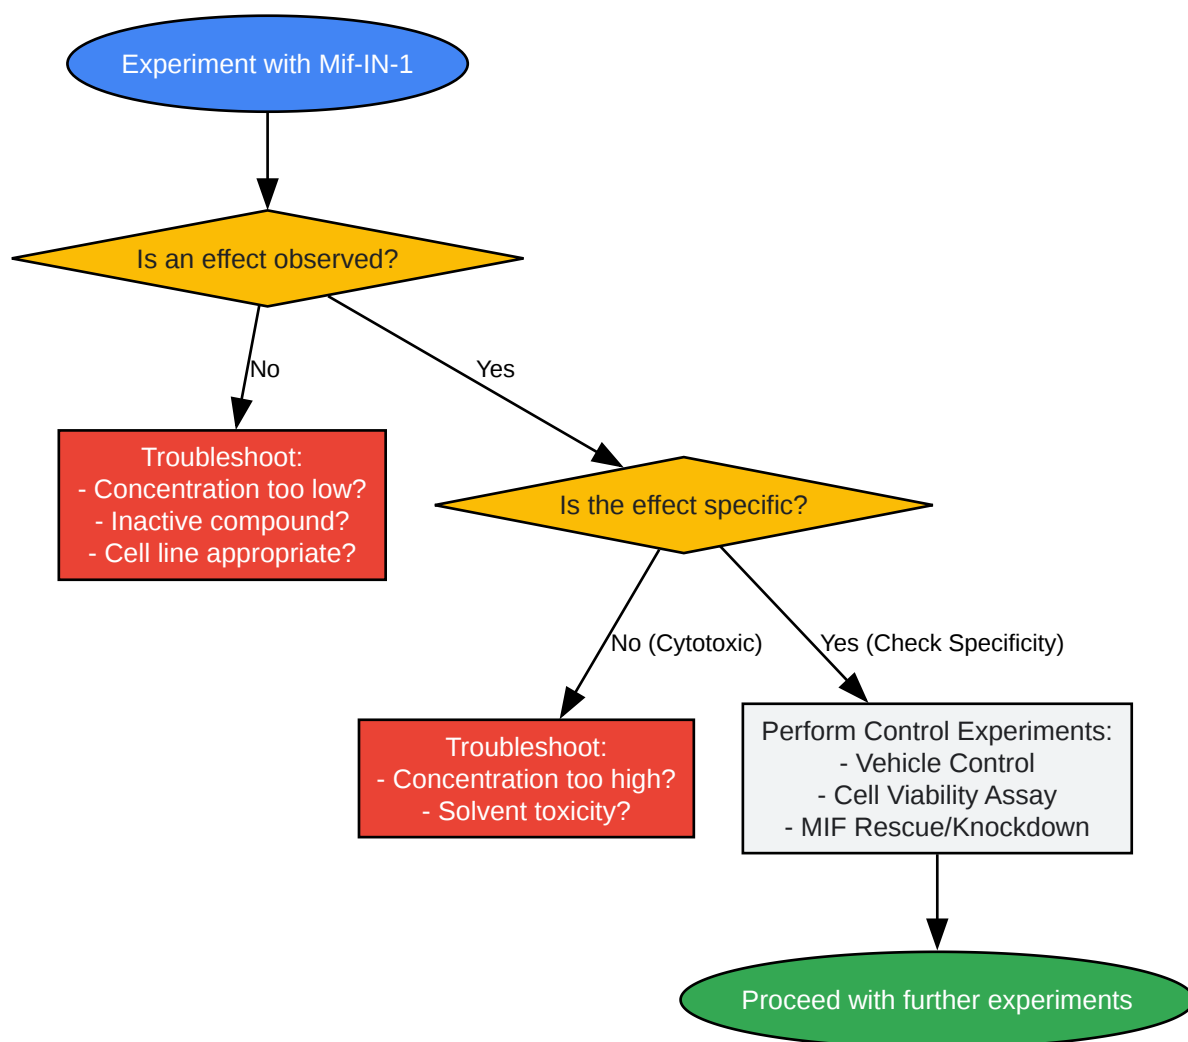 Experiment with Mif-IN-1
Is an effect observed?
No
Yes
Troubleshoot:
- Concentration too low?
- Inactive compound?
- Cell line appropriate?
Is the effect specific?
No (Cytotoxic)
Yes (Check Specificity)
Troubleshoot:
- Concentration too high?
- Solvent toxicity?
Perform Control Experiments:
- Vehicle Control
- Cell Viability Assay
- MIF Rescue/Knockdown
Proceed with further experiments